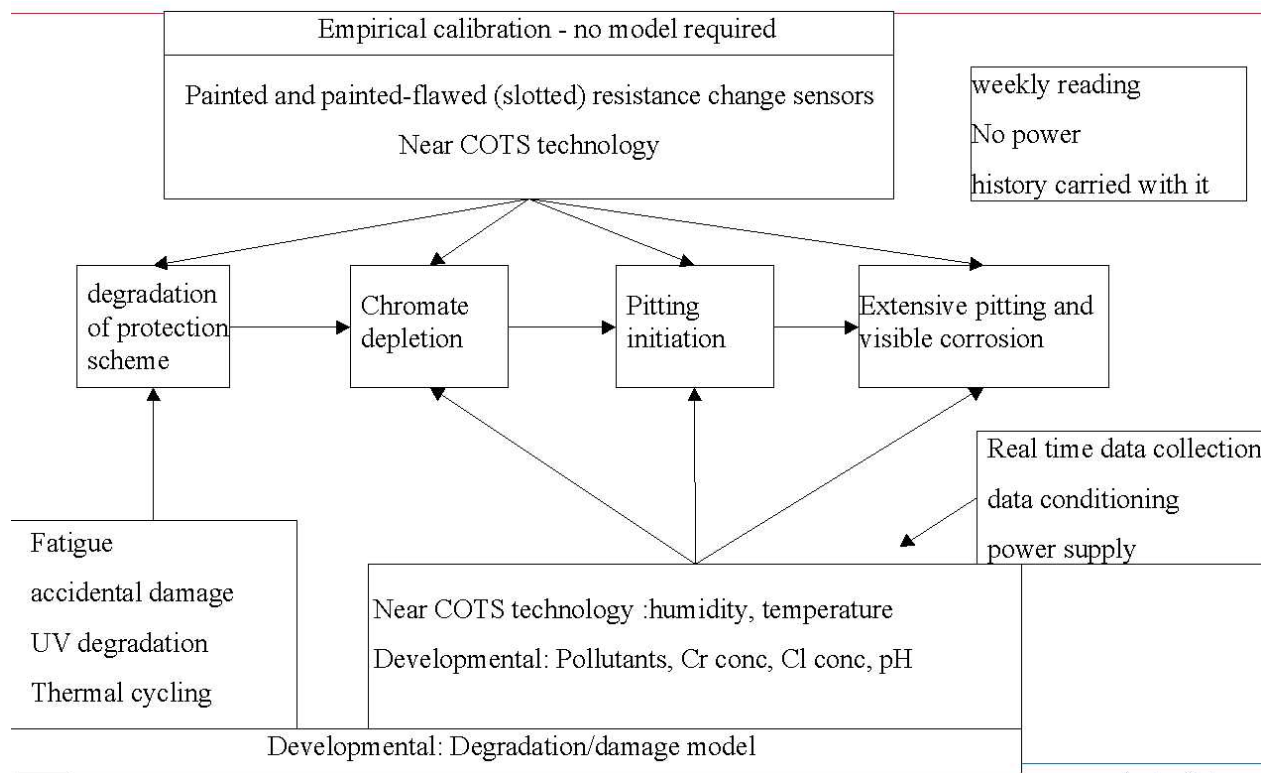 Empirical calibration - no model required
Painted and painted-flawed (slotted) resistance change sensors
Near COTS technology
weekly reading
No power
history carried with it
degradation
of protection
scheme
Chromate
depletion
Pitting
initiation
Extensive pitting and
visible corrosion
Real time data collection
data conditioning
power supply
Fatigue
accidental damage
UV degradation
Thermal cycling
Near COTS technology :humidity, temperature
Developmental: Pollutants, Cr conc, Cl conc, pH
Developmental: Degradation/damage model